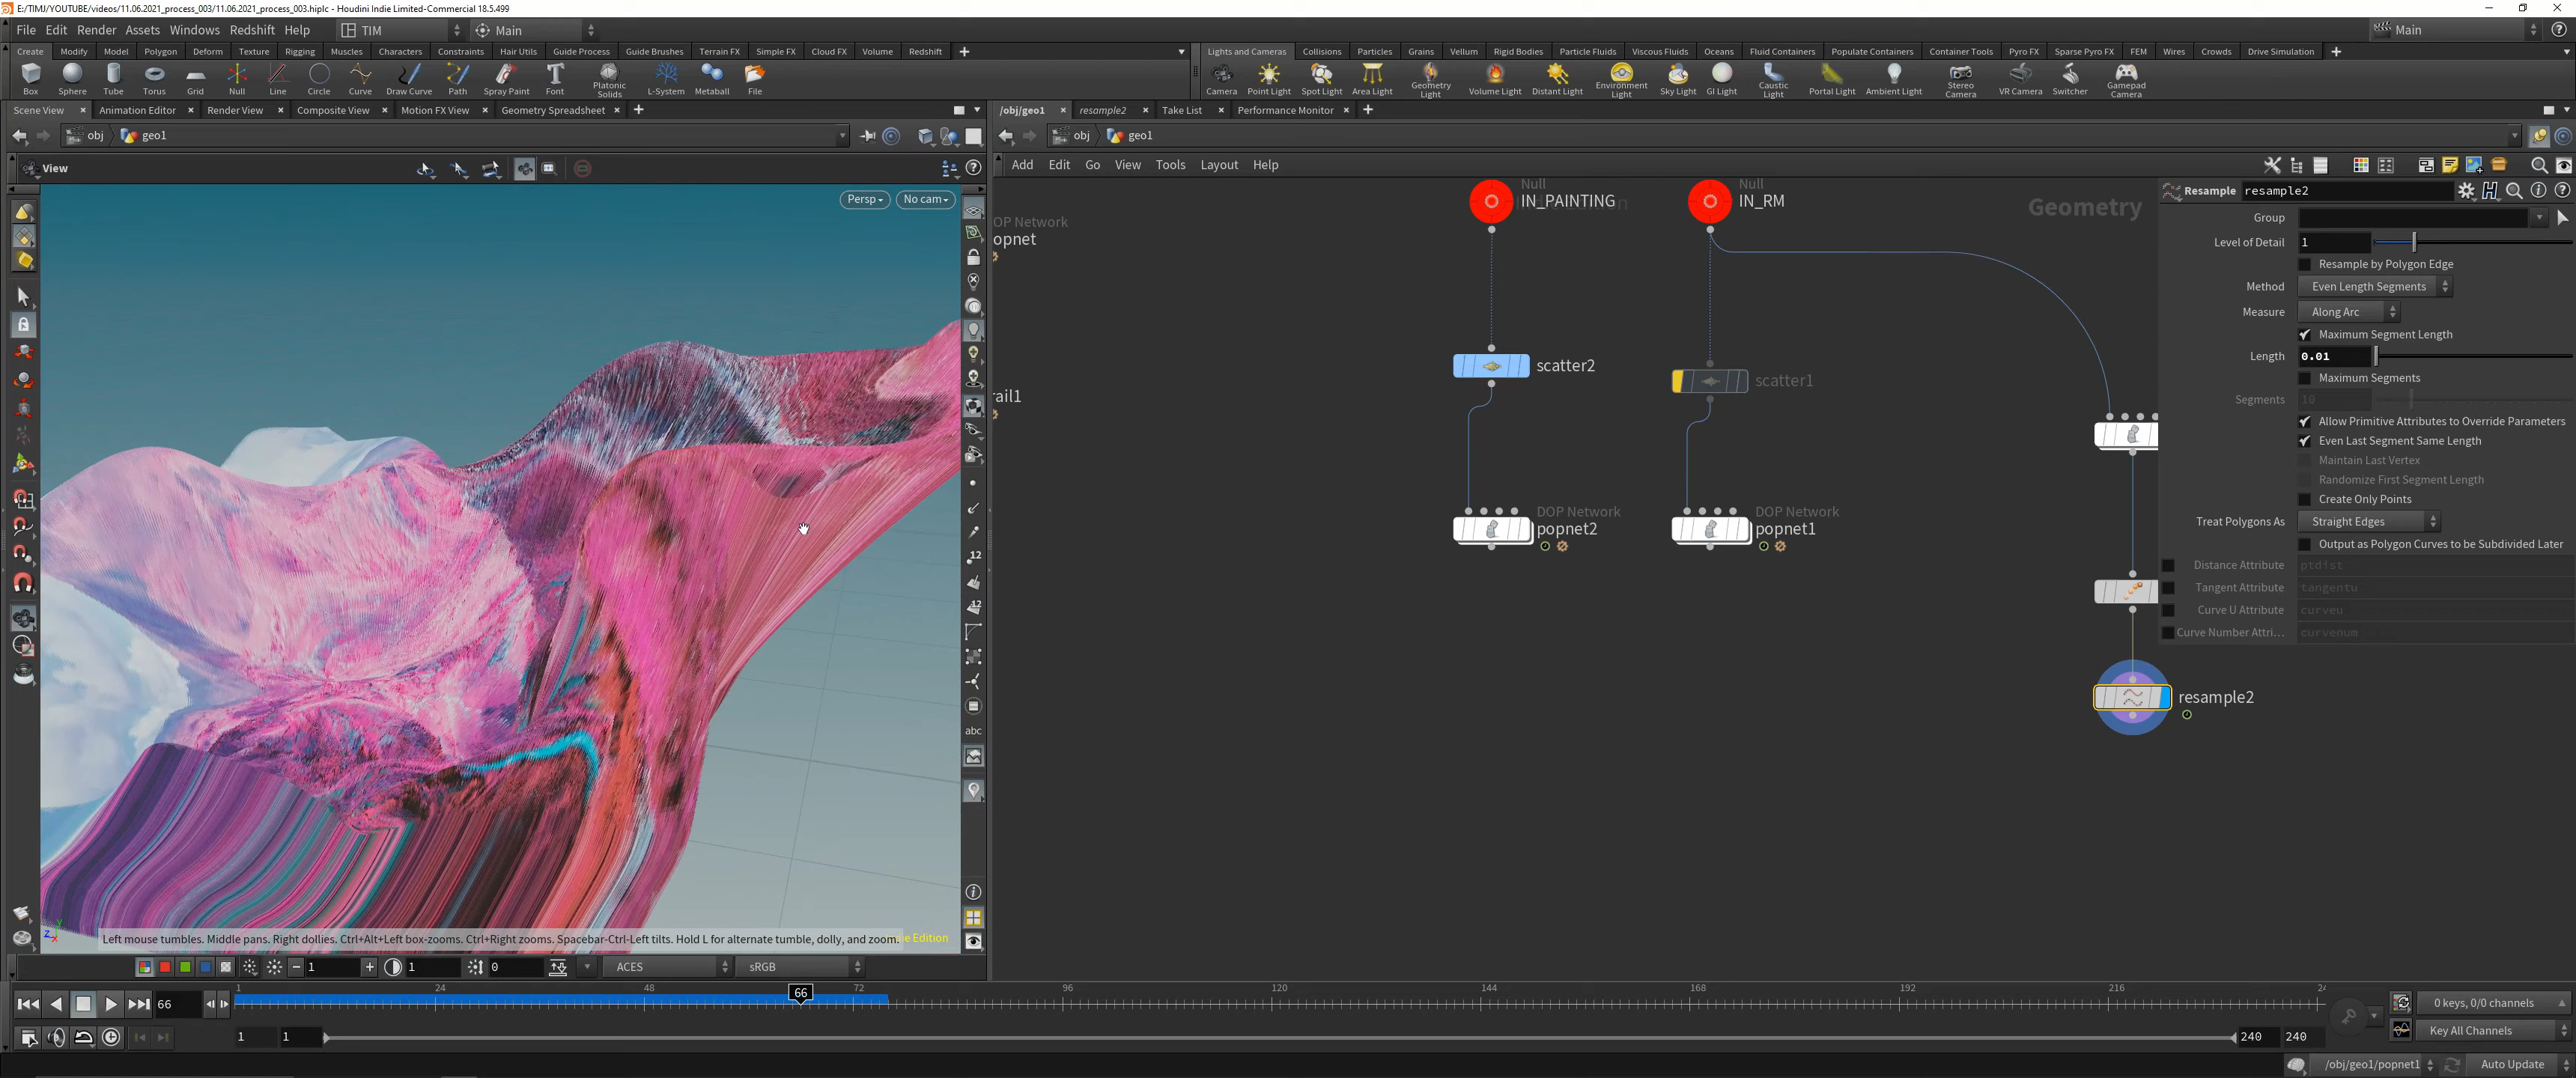 E:/TIMJ/YOUTUBE/videos/11.06.2021_process_003/11.06.2021_process_003.hiplc - Houdini Indie Limited-Commercial 18.5.499
File Edit Render Assets Windows Redshift Help TIM Main Main
Create Modify Model Polygon Deform Texture Rigging Muscles Characters Constraints Hair Utils Guide Process Guide Brushes Terrain FX Simple FX Cloud FX Volume Redshift
Lights and Cameras Collisions Particles Grains Vellum Rigid Bodies Particle Fluids Viscous Fluids Oceans Fluid Containers Populate Containers Container Tools Pyro FX Sparse Pyro FX FEM Wires Crowds Drive Simulation
Box Sphere Tube Torus Grid Null Line Circle Curve Draw Curve Path Spray Paint Font Platonic Solids L-System Metaball File
Camera Point Light Spot Light Area Light Geometry Light Volume Light Distant Light Environment Light Sky Light GI Light Caustic Light Portal Light Ambient Light Stereo Camera VR Camera Switcher Gamepad Camera
Scene View Animation Editor Render View Composite View Motion FX View Geometry Spreadsheet
/obj/geo1 resample2 Take List Performance Monitor
obj geo1
obj geo1
View
Add Edit Go View Tools Layout Help
Persp No cam
DOP Network
opnet
ail1
Null
IN_PAINTING
Null
IN_RM
Geometry
scatter2
scatter1
DOP Network
popnet2
DOP Network
popnet1
resample2
Resample resample2
Group
Level of Detail 1
Resample by Polygon Edge
Method Even Length Segments
Measure Along Arc
Maximum Segment Length
Length 0.01
Maximum Segments
Segments 10
Allow Primitive Attributes to Override Parameters
Even Last Segment Same Length
Maintain Last Vertex
Randomize First Segment Length
Create Only Points
Treat Polygons As Straight Edges
Output as Polygon Curves to be Subdivided Later
Distance Attribute ptdist
Tangent Attribute tangentu
Curve U Attribute curveu
Curve Number Attri... curvenum
12
12
abc
z x y
Left mouse tumbles. Middle pans. Right dollies. Ctrl+Alt+Left box-zooms. Ctrl+Right zooms. Spacebar-Ctrl-Left tilts. Hold L for alternate tumble, dolly, and zoom.
Edition
1 1 0 ACES sRGB
66
1 24 48 66 72 96 120 144 168 192 216 24
0 keys, 0/0 channels
1 1 240 240
Key All Channels
/obj/geo1/popnet1 Auto Update